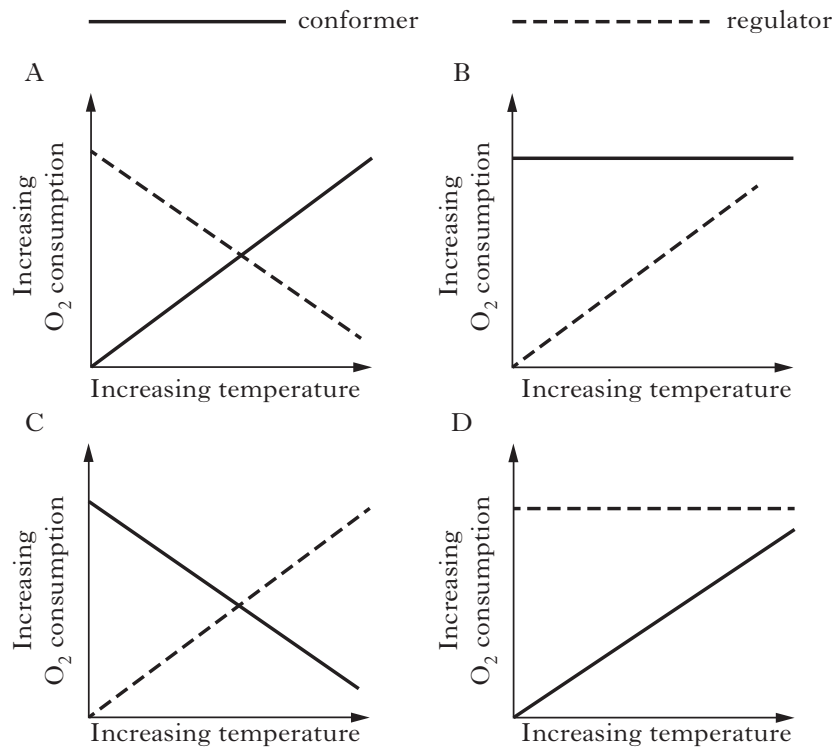 conformer
regulator
A
Increasing
O₂ consumption
Increasing temperature
B
Increasing
O₂ consumption
Increasing temperature
C
Increasing
O₂ consumption
Increasing temperature
D
Increasing
O₂ consumption
Increasing temperature